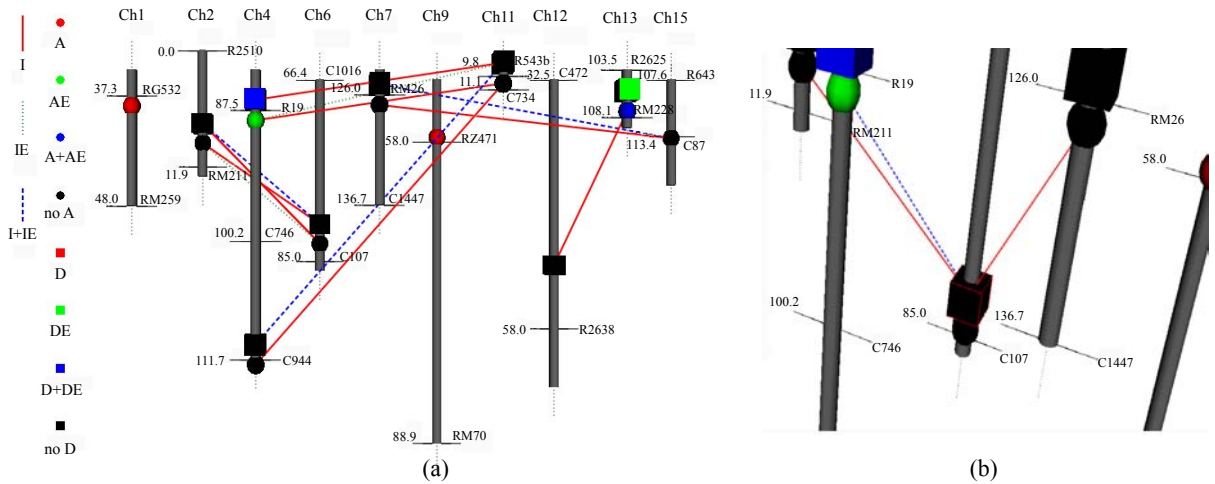 Ch1 Ch2 Ch4 Ch6 Ch7 Ch9 Ch11 Ch12 Ch13 Ch15
I
IE
I+IE
A
AE
A+AE
no A
D
DE
D+DE
no D
37.3 RG532
48.0 RM259
0.0 R2510
11.9 RM211
87.5 R19
100.2 C746
111.7 C944
66.4 C1016
85.0 C107
126.0 RM26
136.7 C1447
58.0 RZ471
88.9 RM70
9.8 R543b
11.1 C734
32.5 C472
58.0 R2638
103.5 R2625
108.1 RM228
107.6 R643
113.4 C87
(a)
R19
11.9 RM211
100.2 C746
126.0 RM26
85.0 C107
136.7 C1447
58.0
(b)